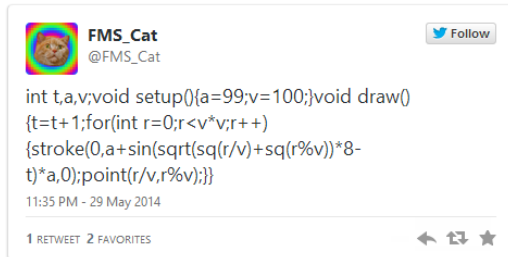 FMS_Cat
Follow
@FMS_Cat
int t,a,v;void setup(){a=99;v=100;}void draw()
{t=t+1;for(int r=0;r<v*v;r++)
{stroke(0,a+sin(sqrt(sq(r/v)+sq(r%v))*8-
t)*a,0);point(r/v,r%v);}}
11:35 PM - 29 May 2014
1 RETWEET 2 FAVORITES